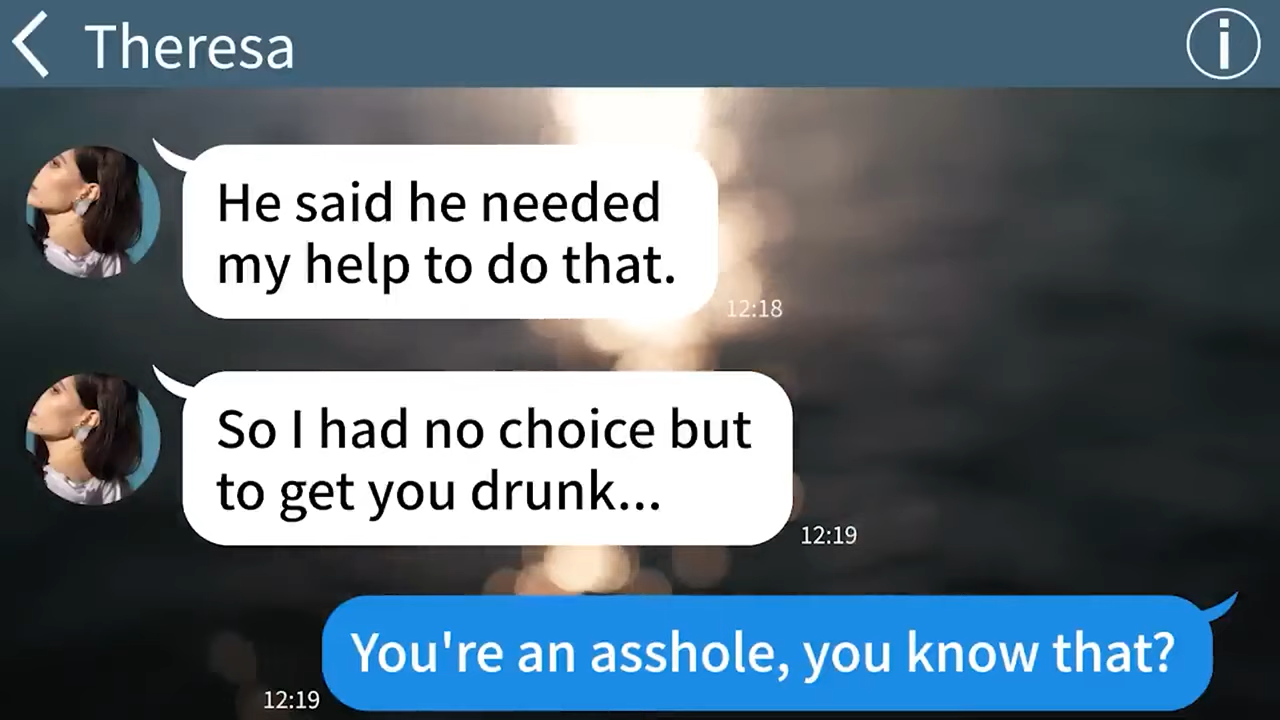 Theresa
He said he needed
my help to do that.
12:18
So I had no choice but
to get you drunk...
12:19
You're an asshole, you know that?
12:19